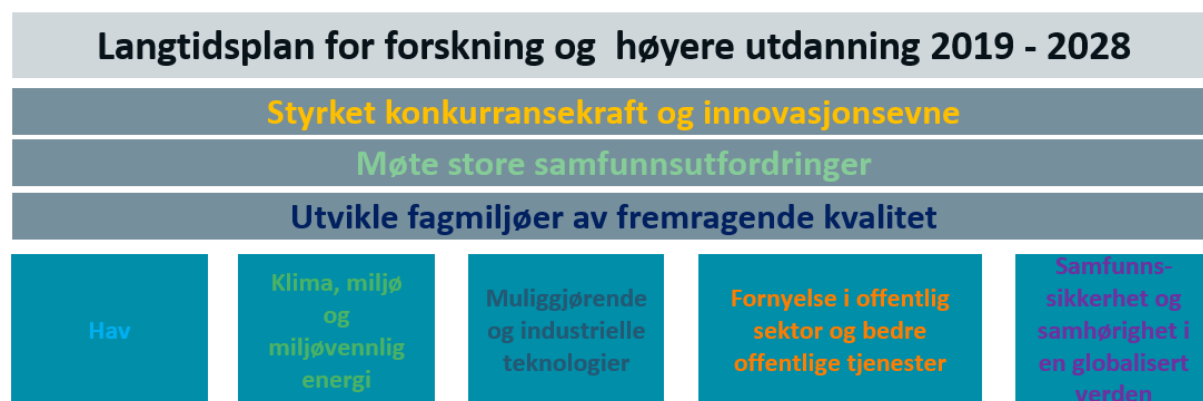 Langtidsplan for forskning og  høyere utdanning 2019 - 2028
Styrket konkurransekraft og innovasjonsevne
Møte store samfunnsutfordringer
Utvikle fagmiljøer av fremragende kvalitet
Hav
Klima, miljø
og
miljøvennlig
energi
Muliggjørende
og industrielle
teknologier
Fornyelse i offentlig
sektor og bedre
offentlige tjenester
Samfunns-
sikkerhet og
samhørighet i
en globalisert
verden